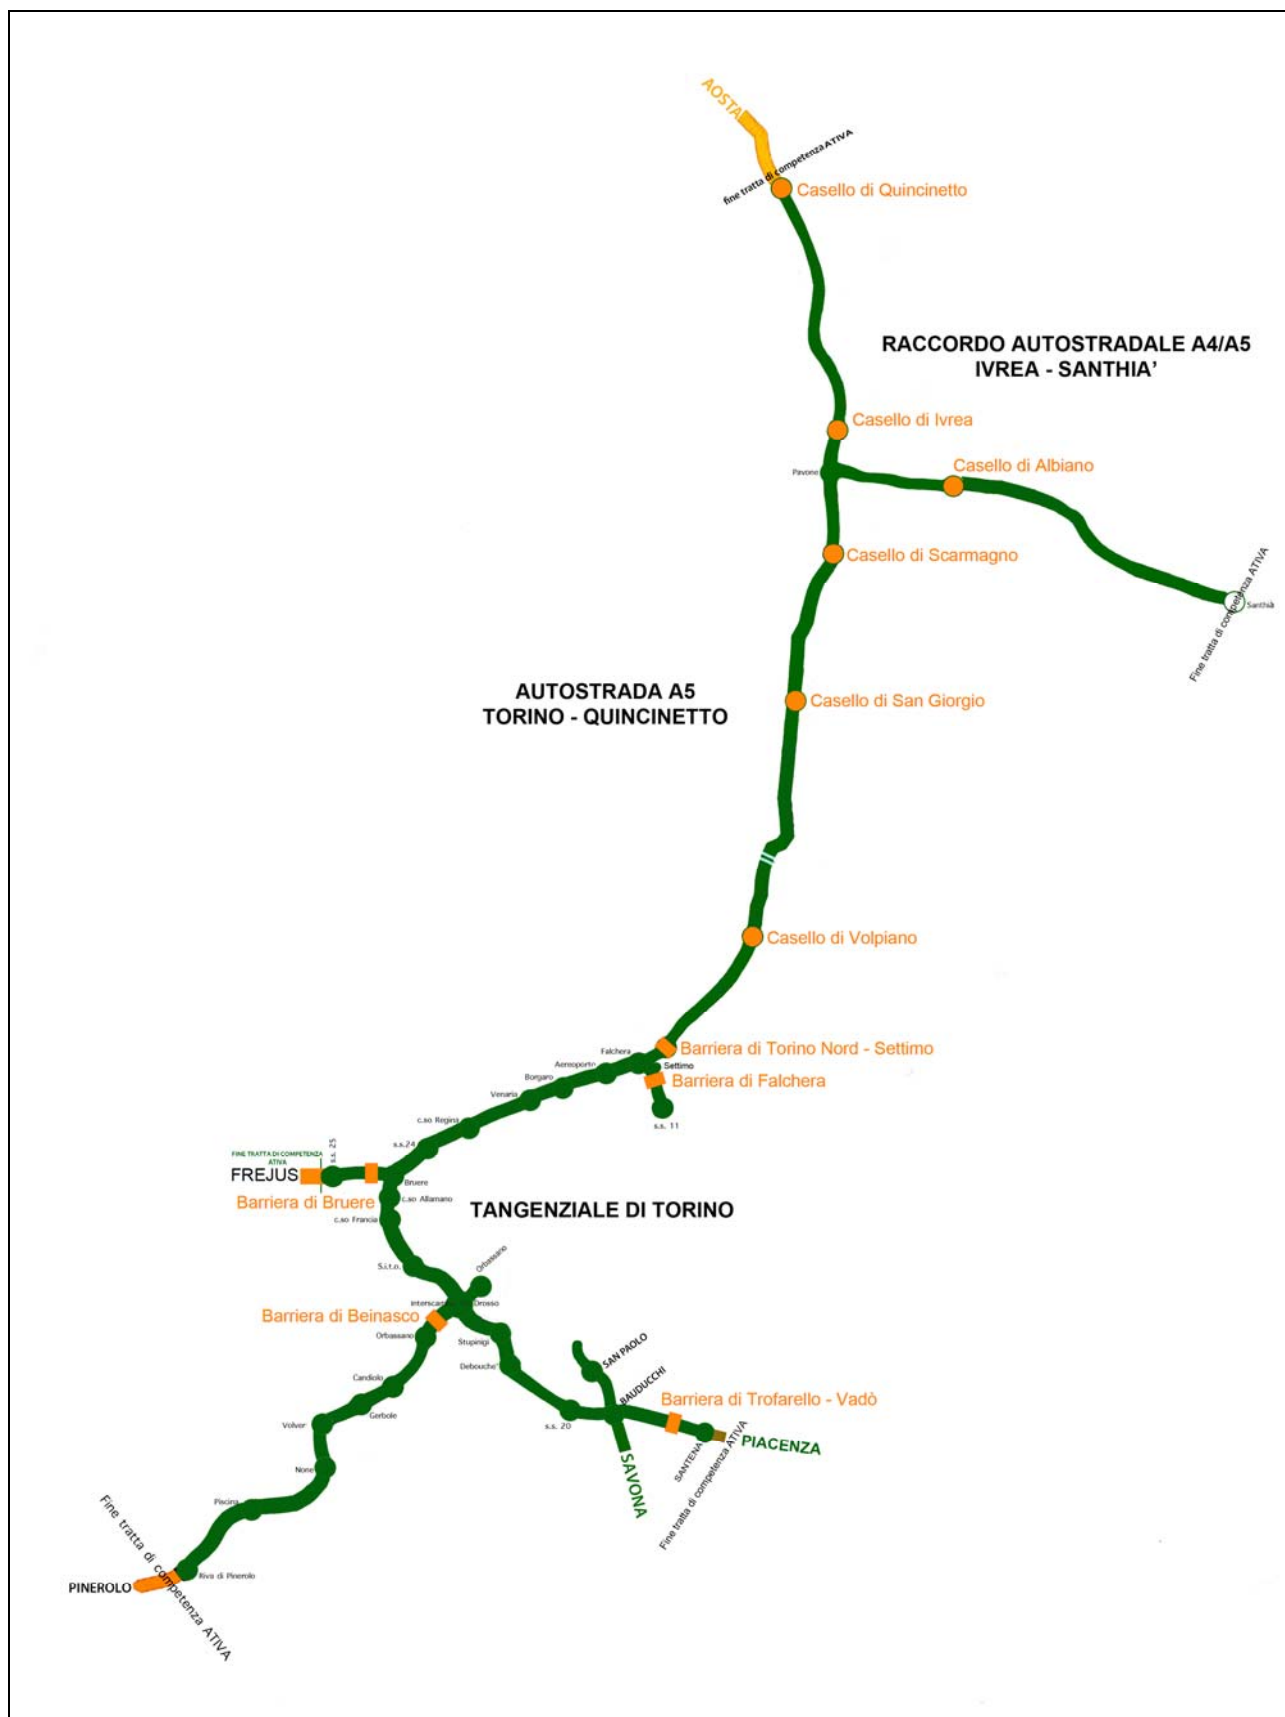 AOSTA
fine tratta di competenza ATIVA
Casello di Quincinetto
RACCORDO AUTOSTRADALE A4/A5
IVREA - SANTHIA'
Casello di Ivrea
Pavone
Casello di Albiano
Casello di Scarmagno
Santhià
Fine tratta di competenza ATIVA
AUTOSTRADA A5
TORINO - QUINCINETTO
Casello di San Giorgio
Casello di Volpiano
Barriera di Torino Nord - Settimo
Falchera
Settimo
Aereoporto
Barriera di Falchera
Borgaro
Venaria
c.so Regina
s.s. 11
s.s.24
s.s. 25
FINE TRATTA DI COMPETENZA
ATIVA
FREJUS
Bruere
Barriera di Bruere
c.so Allamano
c.so Francia
TANGENZIALE DI TORINO
S.i.t.o.
Orbassano
Drosso
Barriera di Beinasco
Orbassano
Stupinigi
Debouche'
SAN PAOLO
BAUDUCCHI
Candiolo
Gerbole
Barriera di Trofarello - Vadò
Volver
s.s. 20
PIACENZA
SANTENA
Fine tratta di competenza ATIVA
SAVONA
None
Piscina
Fine tratta di competenza ATIVA
Riva di Pinerolo
PINEROLO